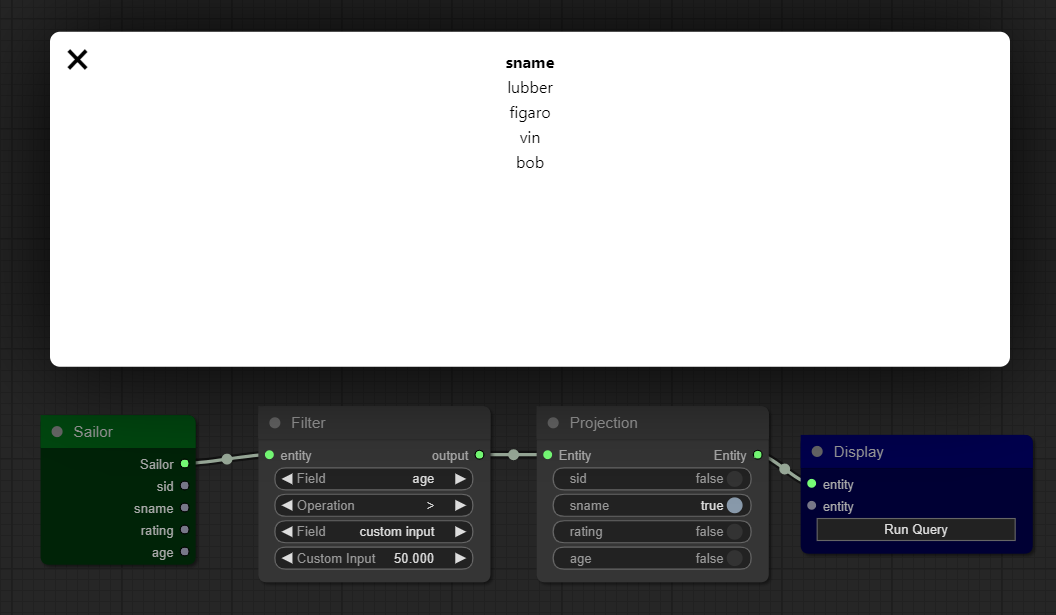 sname
lubber
figaro
vin
bob
Sailor
Sailor
sid
sname
rating
age
Filter
entity output
Field age
Operation >
Field custom input
Custom Input 50.000
Projection
Entity Entity
sid false
sname true
rating false
age false
Display
entity
entity
Run Query